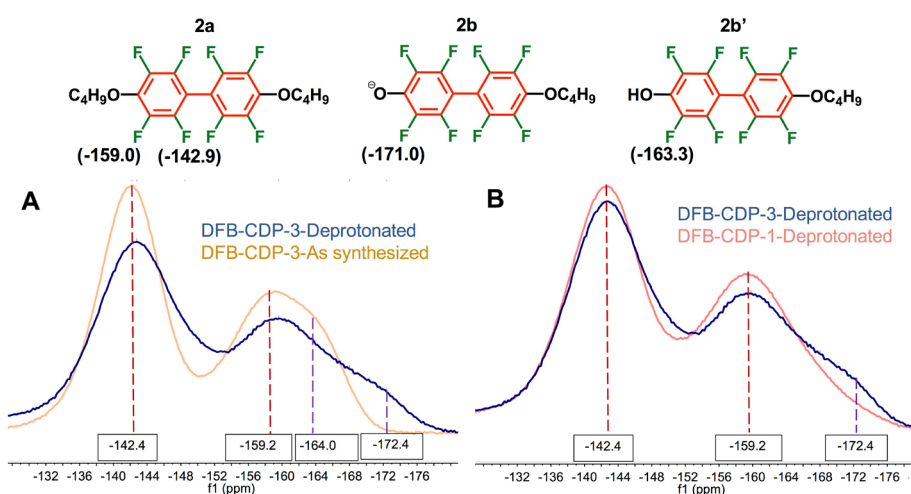 2a 2b 2b’
F F F F F F F F F F F F
C4H9O OC4H9 ⊖O OC4H9 HO OC4H9
F F F F F F F F F F F F
(-159.0) (-142.9) (-171.0) (-163.3)
A
DFB-CDP-3-Deprotonated
DFB-CDP-3-As synthesized
-142.4 -159.2 -164.0 -172.4
-132 -136 -140 -144 -148 -152 -156 -160 -164 -168 -172 -176
f1 (ppm)
B
DFB-CDP-3-Deprotonated
DFB-CDP-1-Deprotonated
-142.4 -159.2 -172.4
-132 -136 -140 -144 -148 -152 -156 -160 -164 -168 -172 -176
f1 (ppm)